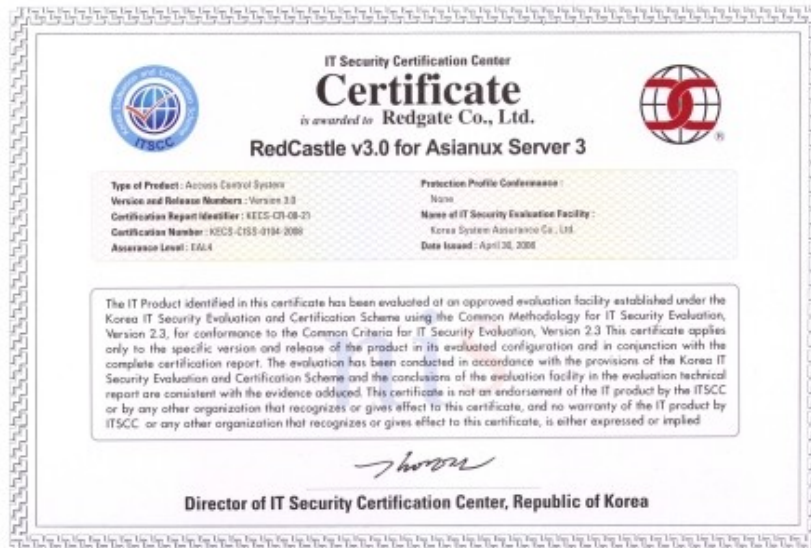 IT Security Certification Center
Certificate
is awarded to Redgate Co., Ltd.
RedCastle v3.0 for Asianux Server 3
Korea Evaluation and Certification Scheme
ITSCC
®
Type of Product : Access Control System
Version and Release Numbers : Version 3.0
Certification Report Identifier : KECS-CR-08-21
Certification Number : KECS-CISS-0104-2008
Assurance Level : EAL4
Protection Profile Conformance :
None
Name of IT Security Evaluation Facility :
Korea System Assurance Co., Ltd.
Date Issued : April 30, 2008
The IT Product identified in this certificate has been evaluated at an approved evaluation facility established under the
Korea IT Security Evaluation and Certification Scheme using the Common Methodology for IT Security Evaluation,
Version 2.3, for conformance to the Common Criteria for IT Security Evaluation, Version 2.3 This certificate applies
only to the specific version and release of the product in its evaluated configuration and in conjunction with the
complete certification report. The evaluation has been conducted in accordance with the provisions of the Korea IT
Security Evaluation and Certification Scheme and the conclusions of the evaluation facility in the evaluation technical
report are consistent with the evidence adduced. This certificate is not an endorsement of the IT product by the ITSCC
or by any other organization that recognizes or gives effect to this certificate, and no warranty of the IT product by
ITSCC or any other organization that recognizes or gives effect to this certificate, is either expressed or implied
Director of IT Security Certification Center, Republic of Korea